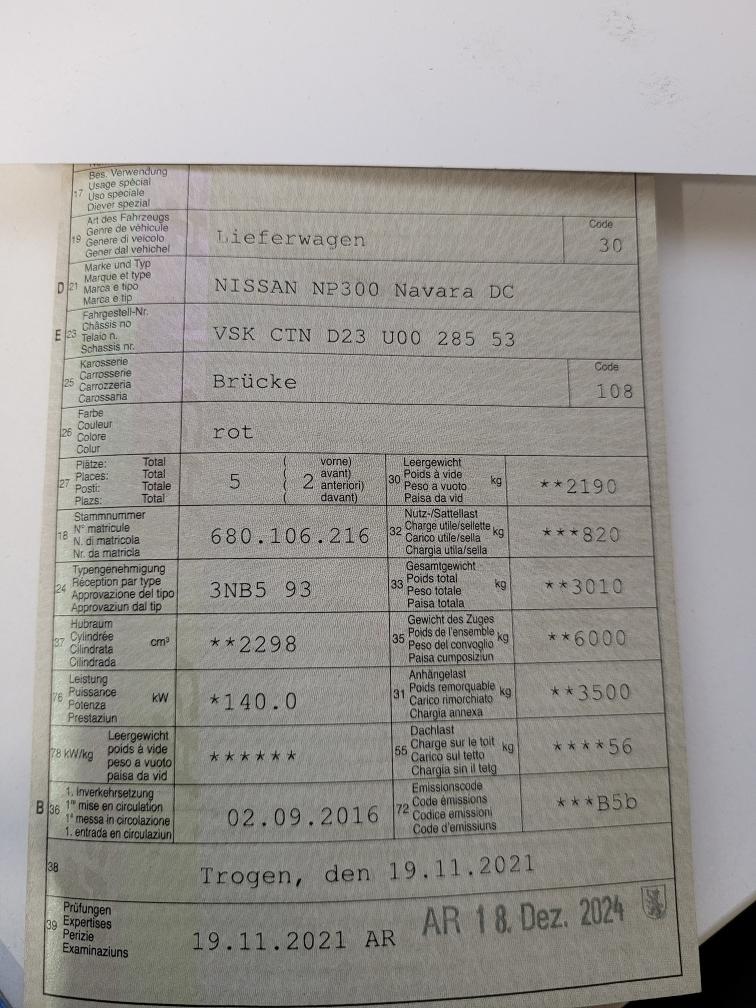 Bes. Verwendung
Usage spécial
17 Uso speciale
Diever spezial
Art des Fahrzeugs
Genre de véhicule
19 Genere di veicolo
Gener dal vehichel
Lieferwagen
Code
30
Marke und Typ
Marque et type
D 21 Marca e tipo
Marca e tip
NISSAN NP300 Navara DC
Fahrgestell-Nr.
Châssis no
E 23 Telaio n.
Schassis nr.
VSK CTN D23 U00 285 53
Karosserie
Carrosserie
25 Carrozzeria
Carossaria
Brücke
Code
108
Farbe
Couleur
26 Colore
Colur
rot
Plätze: Total
Places: Total
27 Posti: Totale
Plazs: Total
5 ( 2 vorne)
avant)
anteriori)
( davant)
Leergewicht
30 Poids à vide kg
Peso a vuoto
Paisa da vid
**2190
Stammnummer
18 N° matricule
N. di matricola
Nr. da matricla
680.106.216
Nutz-/Sattellast
32 Charge utile/sellette kg
Carico utile/sella
Chargia utila/sella
***820
Typengenehmigung
24 Réception par type
Approvazione del tipo
Approvaziun dal tip
3NB5 93
Gesamtgewicht
33 Poids total kg
Peso totale
Paisa totala
**3010
Hubraum
37 Cylindrée cm³
Cilindrata
Cilindrada
**2298
Gewicht des Zuges
35 Poids de l'ensemble kg
Peso del convoglio
Paisa cumposiziun
**6000
Leistung
76 Puissance kW
Potenza
Prestaziun
*140.0
Anhängelast
31 Poids remorquable kg
Carico rimorchiato
Chargia annexa
**3500
Leergewicht
78 kW/kg poids à vide
peso a vuoto
paisa da vid
******
Dachlast
55 Charge sur le toit kg
Carico sul tetto
Chargia sin il tetg
****56
1. Inverkehrsetzung
B 36 1re mise en circulation
1a messa in circolazione
1. entrada en circulaziun
02.09.2016
Emissionscode
72 Code émissions
Codice emissioni
Code d'emissiuns
***B5b
38
Trogen, den 19.11.2021
Prüfungen
39 Expertises
Perizie
Examinaziuns
19.11.2021 AR
AR 18. Dez. 2024